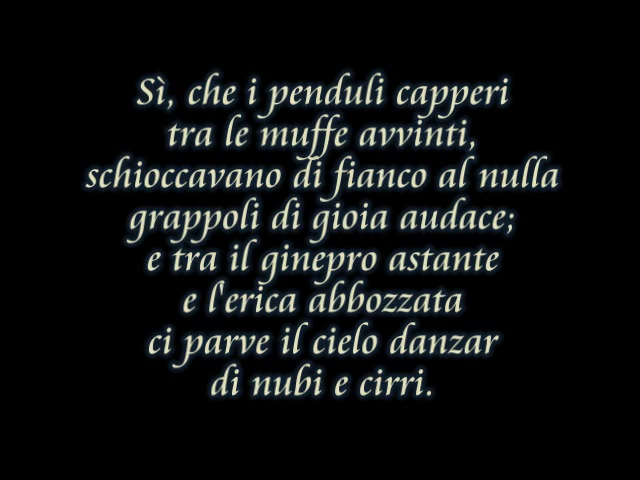 Sì, che i penduli capperi
tra le muffe avvinti,
schioccavano di fianco al nulla
grappoli di gioia audace;
e tra il ginepro astante
e l'erica abbozzata
ci parve il cielo danzar
di nubi e cirri.